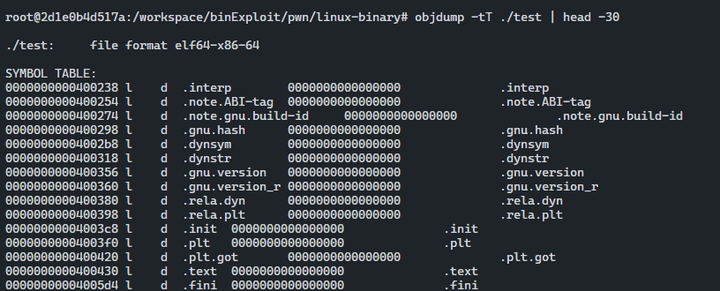 root@2d1e0b4d517a:/workspace/binExploit/pwn/linux-binary# objdump -tT ./test | head -30
./test:     file format elf64-x86-64
SYMBOL TABLE:
0000000000400238 l    d  .interp        0000000000000000              .interp
0000000000400254 l    d  .note.ABI-tag  0000000000000000              .note.ABI-tag
0000000000400274 l    d  .note.gnu.build-id     0000000000000000              .note.gnu.build-id
0000000000400298 l    d  .gnu.hash      0000000000000000              .gnu.hash
00000000004002b8 l    d  .dynsym        0000000000000000              .dynsym
0000000000400318 l    d  .dynstr        0000000000000000              .dynstr
0000000000400356 l    d  .gnu.version   0000000000000000              .gnu.version
0000000000400360 l    d  .gnu.version_r 0000000000000000              .gnu.version_r
0000000000400380 l    d  .rela.dyn      0000000000000000              .rela.dyn
0000000000400398 l    d  .rela.plt      0000000000000000              .rela.plt
00000000004003c8 l    d  .init  0000000000000000              .init
00000000004003f0 l    d  .plt   0000000000000000              .plt
0000000000400420 l    d  .plt.got       0000000000000000              .plt.got
0000000000400430 l    d  .text  0000000000000000              .text
00000000004005d4 l    d  .fini  0000000000000000              .fini